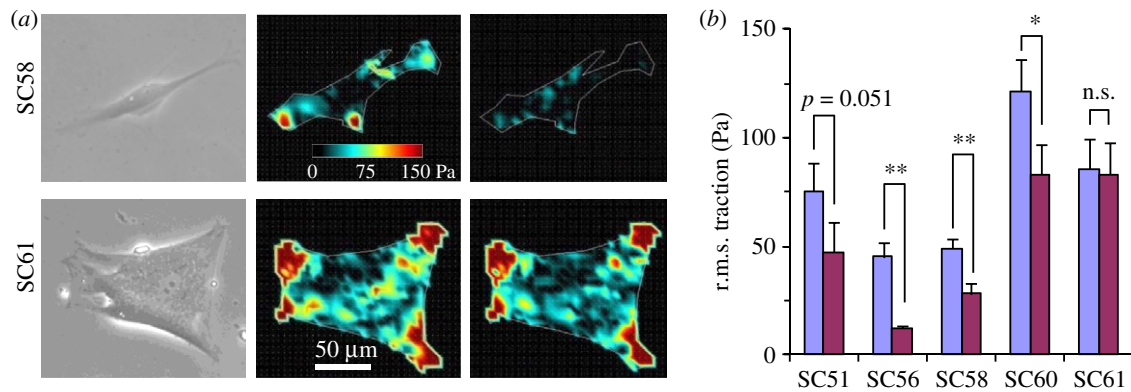 (a)
SC58
0 75 150 Pa
SC61
50 µm
(b)
r.m.s. traction (Pa)
150
100
50
0
p = 0.051
**
**
*
n.s.
SC51 SC56 SC58 SC60 SC61